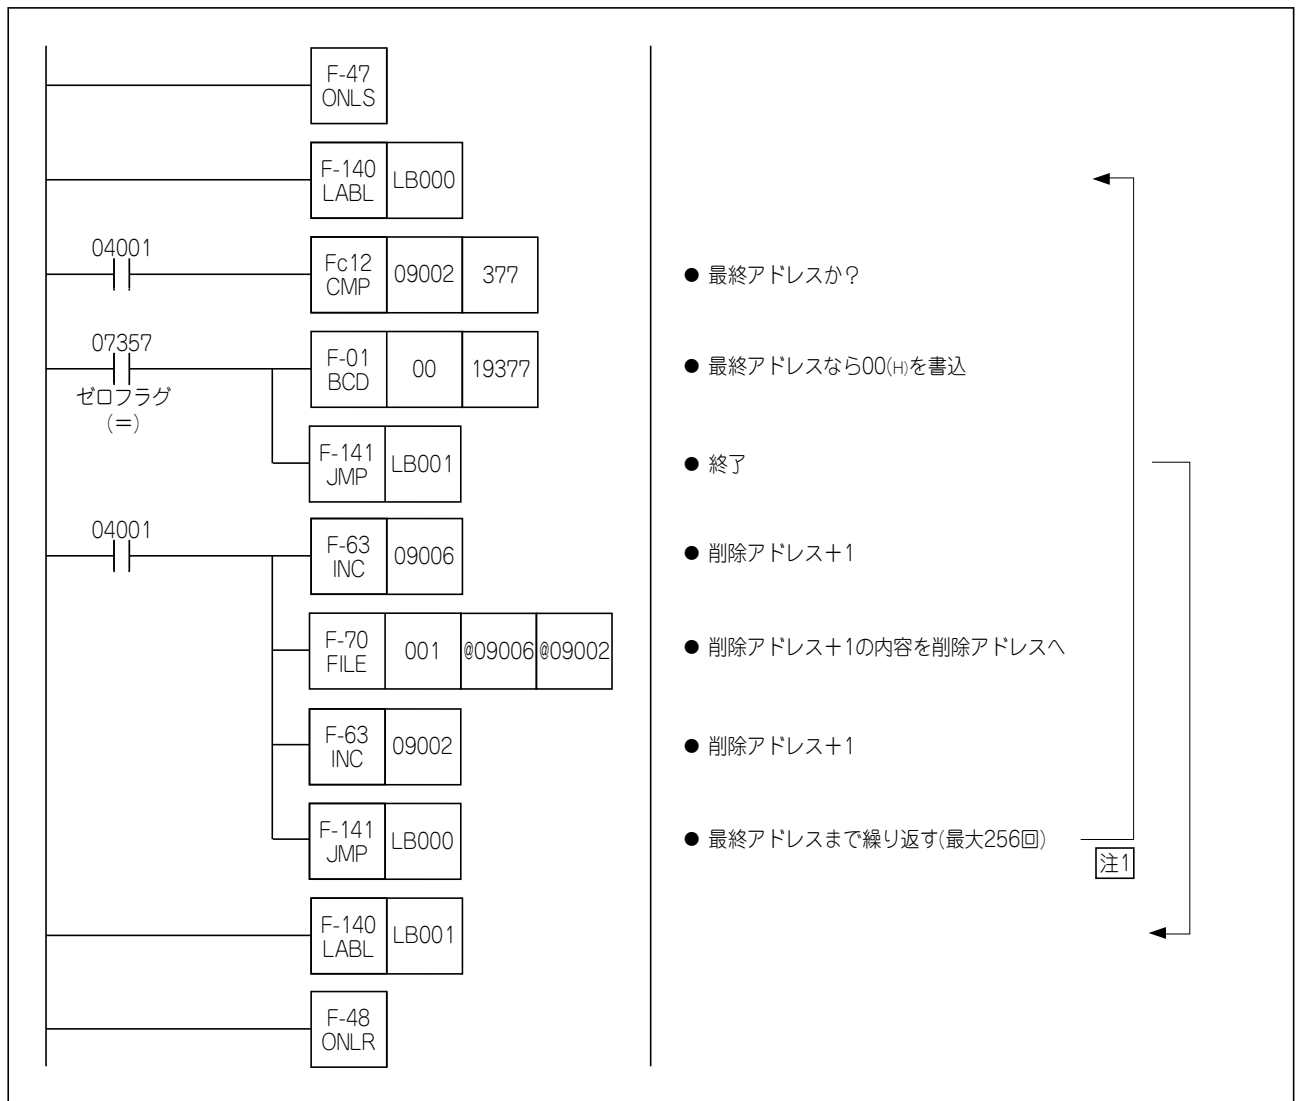 F-47
ONLS
F-140
LABL
LB000
04001
Fc12
CMP
09002
377
● 最終アドレスか?
07357
ゼロフラグ
(=)
F-01
BCD
00
19377
● 最終アドレスなら00(H)を書込
F-141
JMP
LB001
● 終了
04001
F-63
INC
09006
● 削除アドレス+1
F-70
FILE
001
@09006
@09002
● 削除アドレス+1の内容を削除アドレスへ
F-63
INC
09002
● 削除アドレス+1
F-141
JMP
LB000
● 最終アドレスまで繰り返す(最大256回)
注1
F-140
LABL
LB001
F-48
ONLR